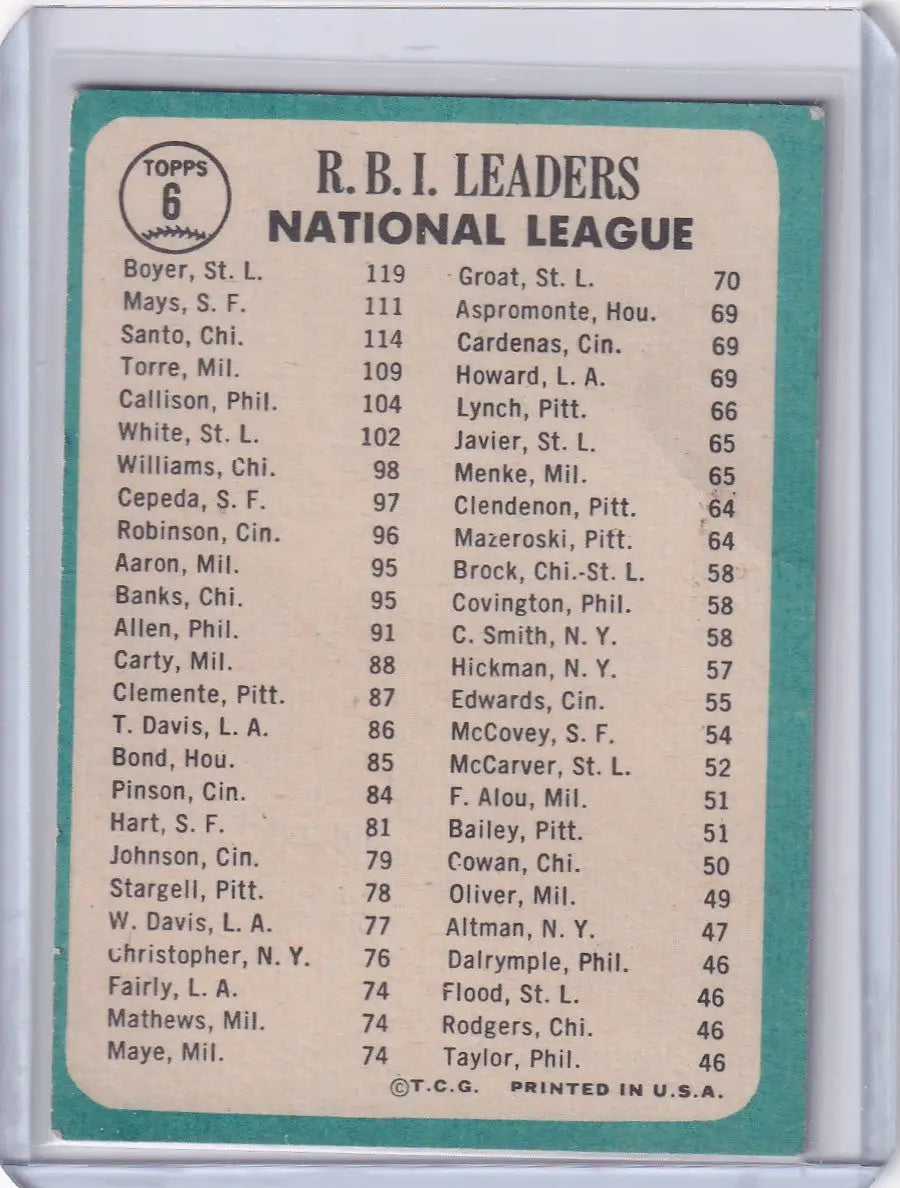 TOPPS
6
R.B.I. LEADERS
NATIONAL LEAGUE
Boyer, St. L. 119
Mays, S. F. 111
Santo, Chi. 114
Torre, Mil. 109
Callison, Phil. 104
White, St. L. 102
Williams, Chi. 98
Cepeda, S. F. 97
Robinson, Cin. 96
Aaron, Mil. 95
Banks, Chi. 95
Allen, Phil. 91
Carty, Mil. 88
Clemente, Pitt. 87
T. Davis, L. A. 86
Bond, Hou. 85
Pinson, Cin. 84
Hart, S. F. 81
Johnson, Cin. 79
Stargell, Pitt. 78
W. Davis, L. A. 77
Christopher, N. Y. 76
Fairly, L. A. 74
Mathews, Mil. 74
Maye, Mil. 74
Groat, St. L. 70
Aspromonte, Hou. 69
Cardenas, Cin. 69
Howard, L. A. 69
Lynch, Pitt. 66
Javier, St. L. 65
Menke, Mil. 65
Clendenon, Pitt. 64
Mazeroski, Pitt. 64
Brock, Chi.-St. L. 58
Covington, Phil. 58
C. Smith, N. Y. 58
Hickman, N. Y. 57
Edwards, Cin. 55
McCovey, S. F. 54
McCarver, St. L. 52
F. Alou, Mil. 51
Bailey, Pitt. 51
Cowan, Chi. 50
Oliver, Mil. 49
Altman, N. Y. 47
Dalrymple, Phil. 46
Flood, St. L. 46
Rodgers, Chi. 46
Taylor, Phil. 46
©T.C.G. PRINTED IN U.S.A.